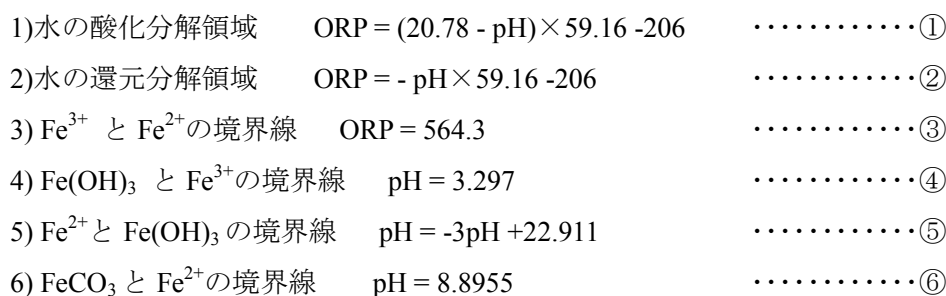 1)水の酸化分解領域 ORP = (20.78 - pH)×59.16 -206 ············①
2)水の還元分解領域 ORP = - pH×59.16 -206 ············②
3) Fe³⁺ と Fe²⁺の境界線 ORP = 564.3 ············③
4) Fe(OH)₃ と Fe³⁺の境界線 pH = 3.297 ············④
5) Fe²⁺と Fe(OH)₃の境界線 pH = -3pH +22.911 ············⑤
6) FeCO₃ と Fe²⁺の境界線 pH = 8.8955 ············⑥